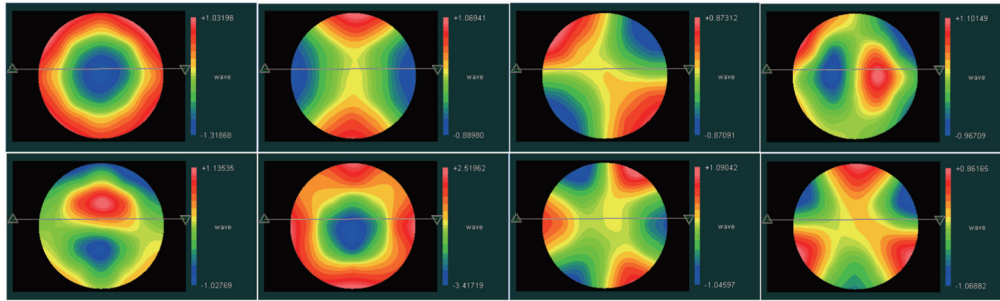 +1.03198
wave
-1.31868
+1.06941
wave
-0.88980
+0.87312
wave
-0.87091
+1.10149
wave
-0.96709
+1.13535
wave
-1.02769
+2.51962
wave
-3.41719
+1.09042
wave
-1.04597
+0.86165
wave
-1.06882